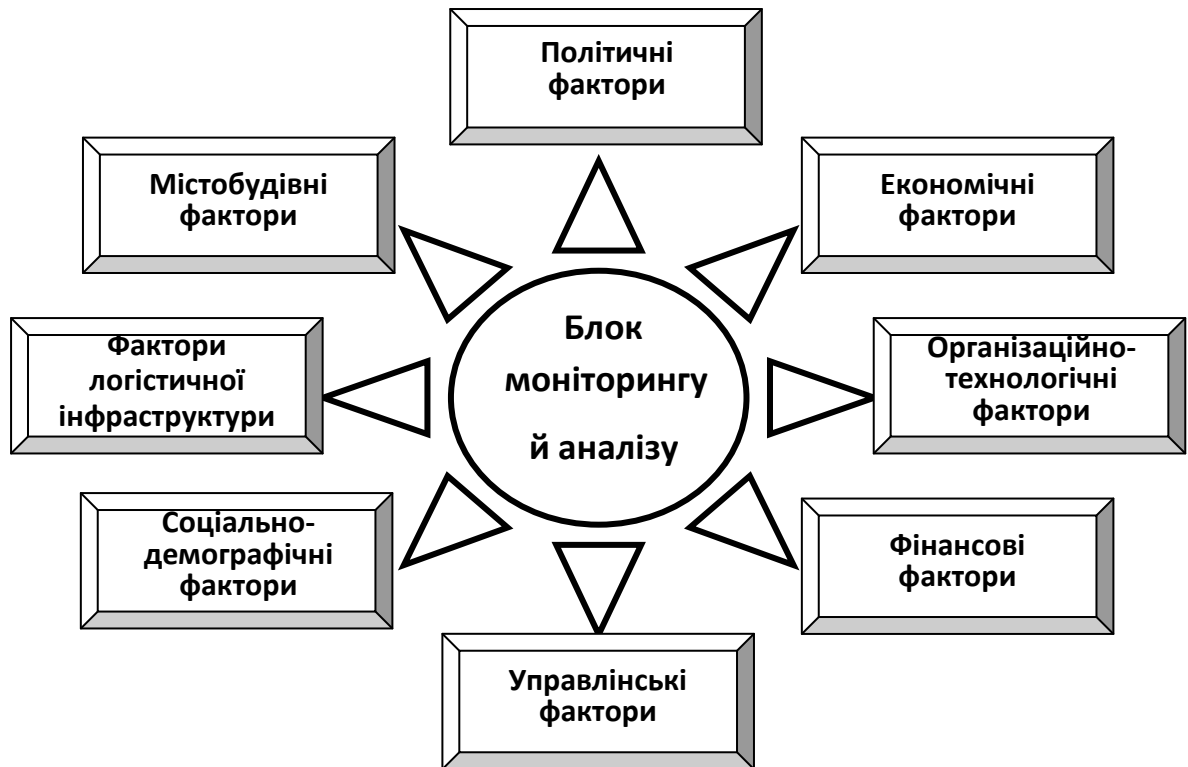 Політичні
фактори
Містобудівні
фактори
Економічні
фактори
Фактори
логістичної
інфраструктури
Блок
моніторингу
й аналізу
Організаційно-
технологічні
фактори
Соціально-
демографічні
фактори
Фінансові
фактори
Управлінські
фактори